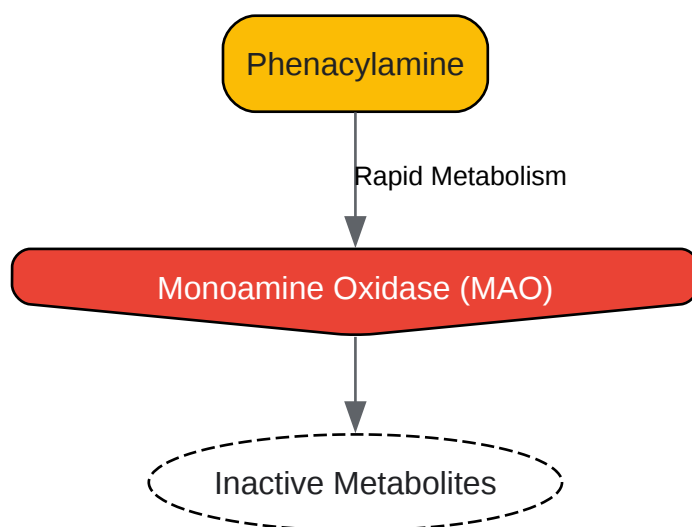 Phenacylamine
Rapid Metabolism
Monoamine Oxidase (MAO)
Inactive Metabolites